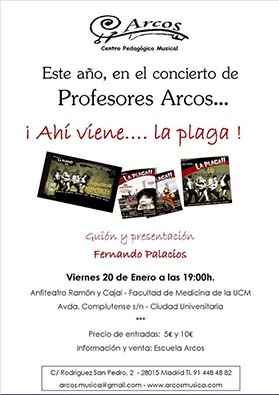 Arcos
Centro Pedagógico Musical
Este año, en el concierto de
Profesores Arcos...
¡ Ahí viene.... la plaga !
LA PLAGA!!
LA PLAGA!!
LA PLAGA!!
Guión y presentación
Fernando Palacios
Viernes 20 de Enero a las 19:00h.
Anfiteatro Ramón y Cajal - Facultad de Medicina de la UCM
Avda. Complutense s/n - Ciudad Universitaria
***
Precio de entradas: 5€ y 10€
Información y venta: Escuela Arcos
C/ Rodríguez San Pedro, 2 - 28015 Madrid Tl. 91 448 48 82
arcos.musica@gmail.com - www.arcosmusica.com